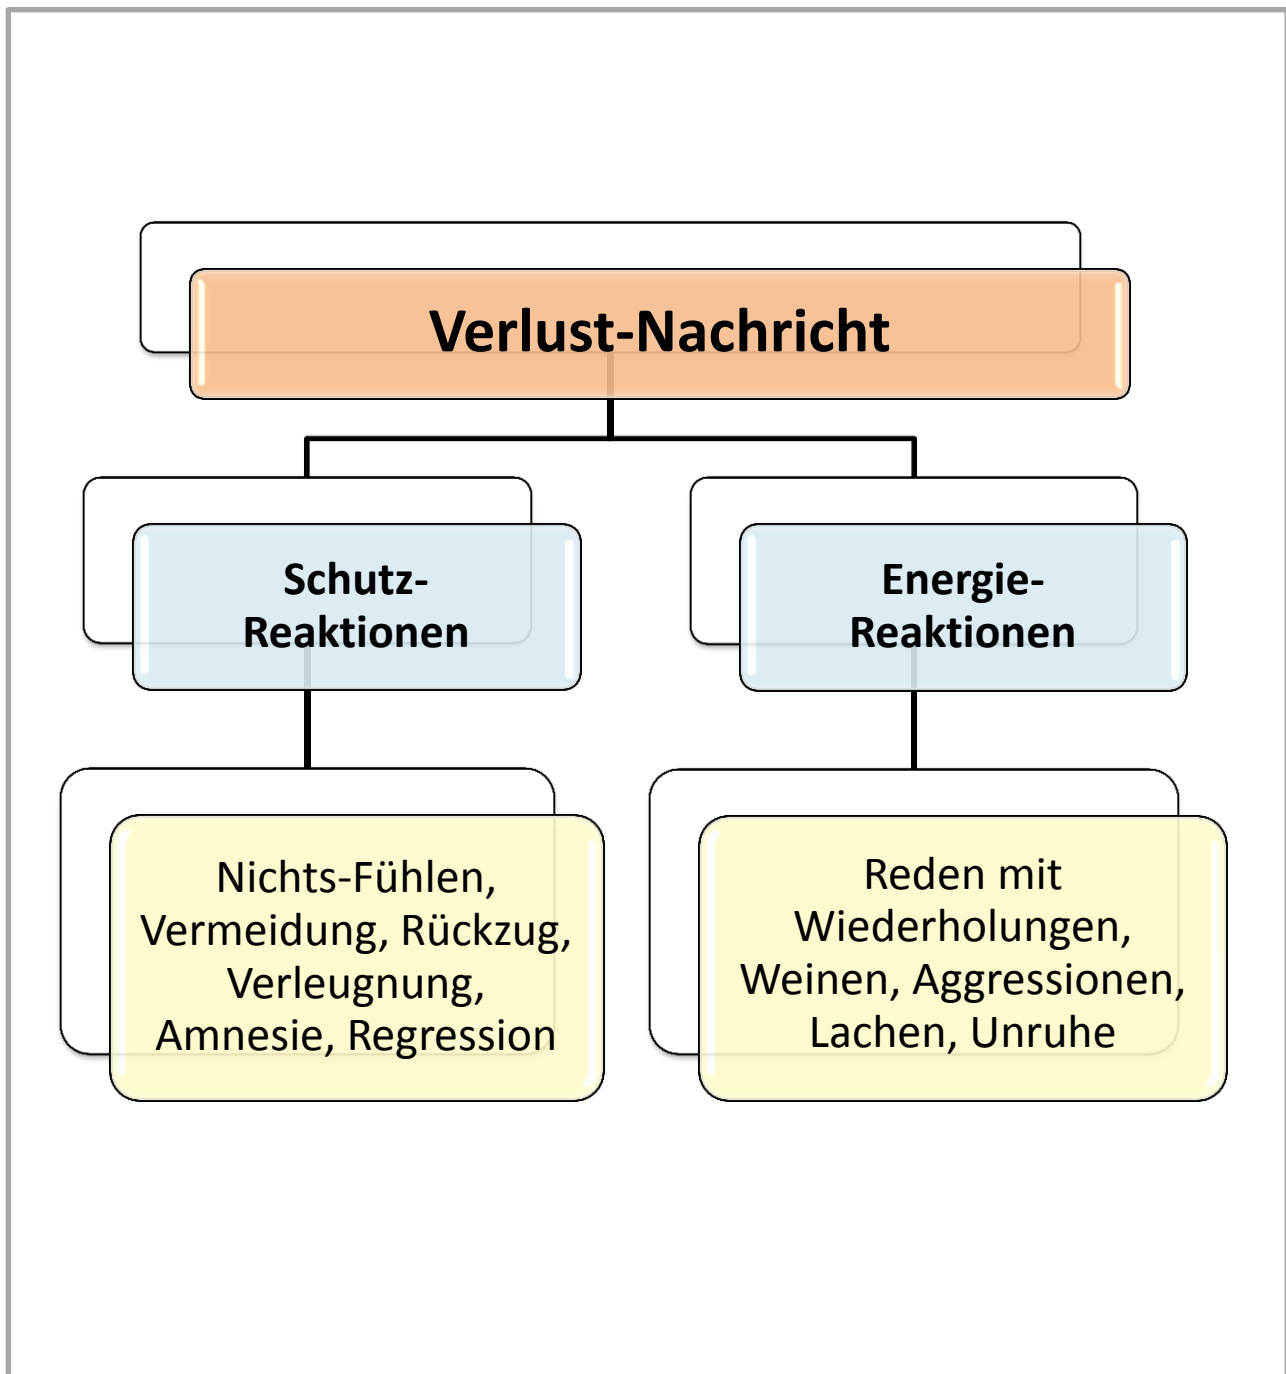 Verlust-Nachricht
Schutz-
Reaktionen
Energie-
Reaktionen
Nichts-Fühlen,
Vermeidung, Rückzug,
Verleugnung,
Amnesie, Regression
Reden mit
Wiederholungen,
Weinen, Aggressionen,
Lachen, Unruhe